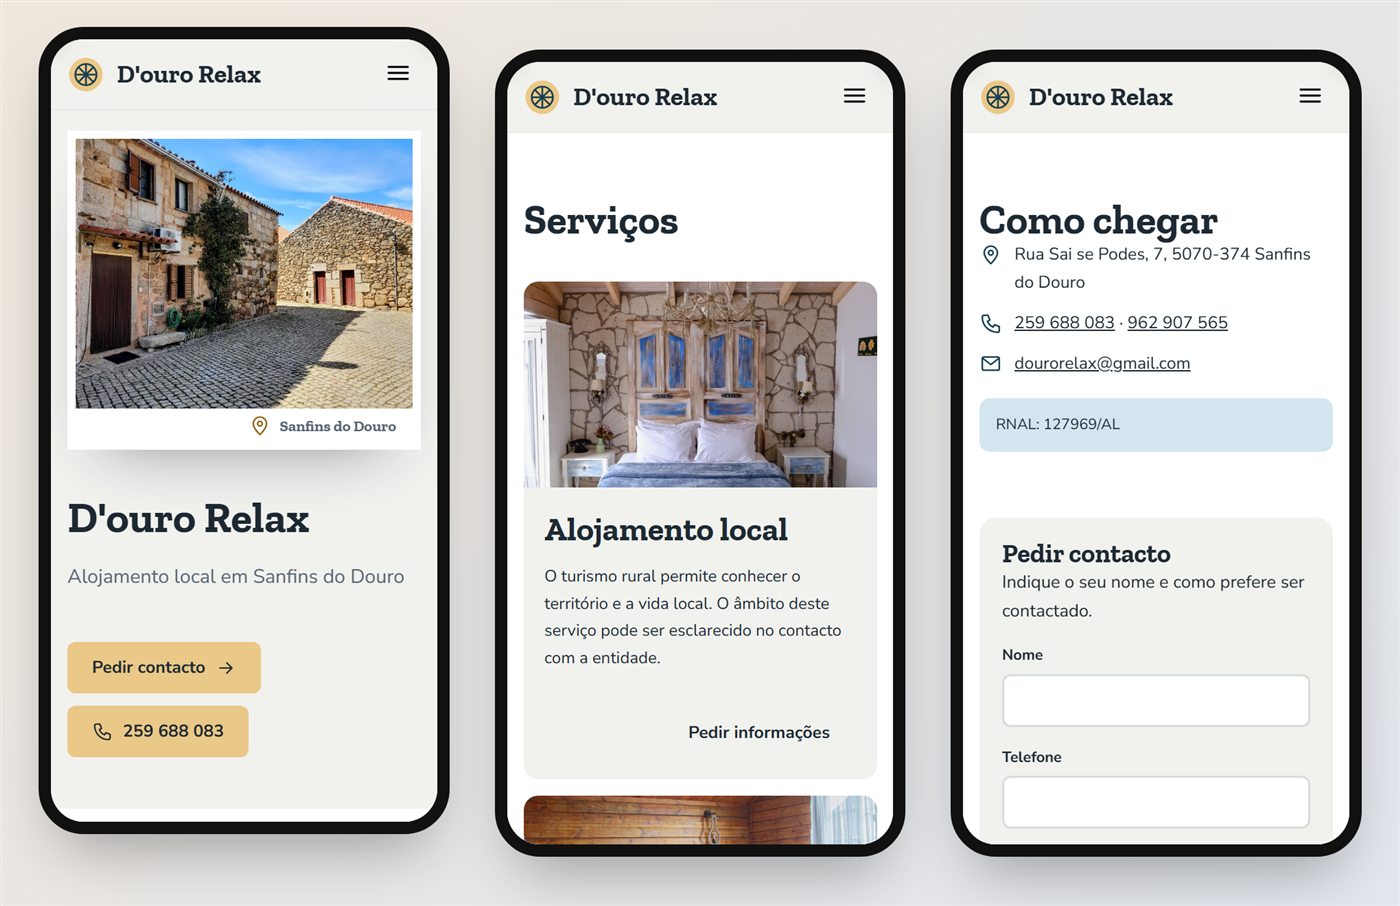 D'ouro Relax
Sanfins do Douro
D'ouro Relax
Alojamento local em Sanfins do Douro
Pedir contacto
259 688 083
D'ouro Relax
Serviços
Alojamento local
O turismo rural permite conhecer o
território e a vida local. O âmbito deste
serviço pode ser esclarecido no contacto
com a entidade.
Pedir informações
D'ouro Relax
Como chegar
Rua Sai se Podes, 7, 5070-374 Sanfins
do Douro
259 688 083 · 962 907 565
dourorelax@gmail.com
RNAL: 127969/AL
Pedir contacto
Indique o seu nome e como prefere ser
contactado.
Nome
Telefone